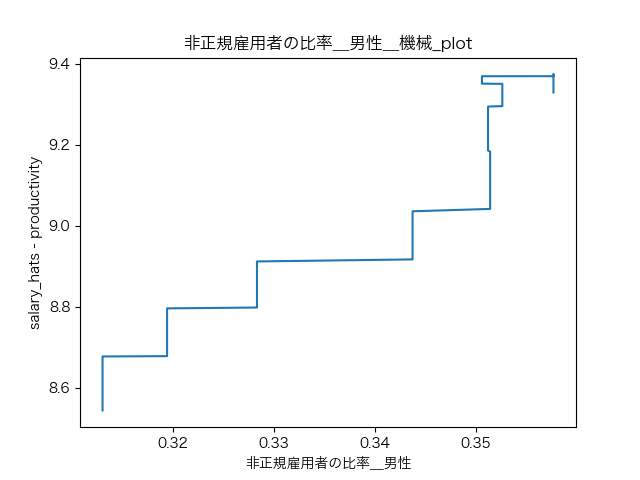 非正規雇用者の比率__男性__機械_plot
9.4
9.2
9.0
8.8
8.6
salary_hats - productivity
0.32 0.33 0.34 0.35
非正規雇用者の比率__男性